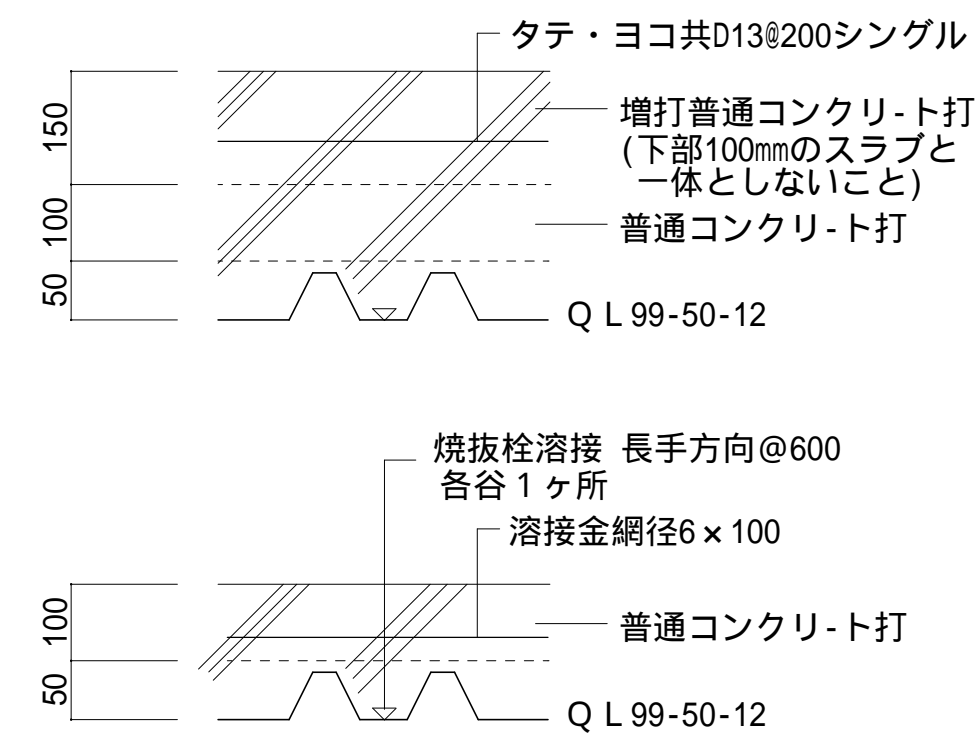 タテ・ヨコ共D13@200シングル
増打普通コンクリ-ト打
(下部100mmのスラブと
一体としないこと)
普通コンクリ-ト打
QL99-50-12
150
100
50
焼抜栓溶接 長手方向@600
各谷1ヶ所
溶接金網径6×100
普通コンクリ-ト打
QL99-50-12
100
50